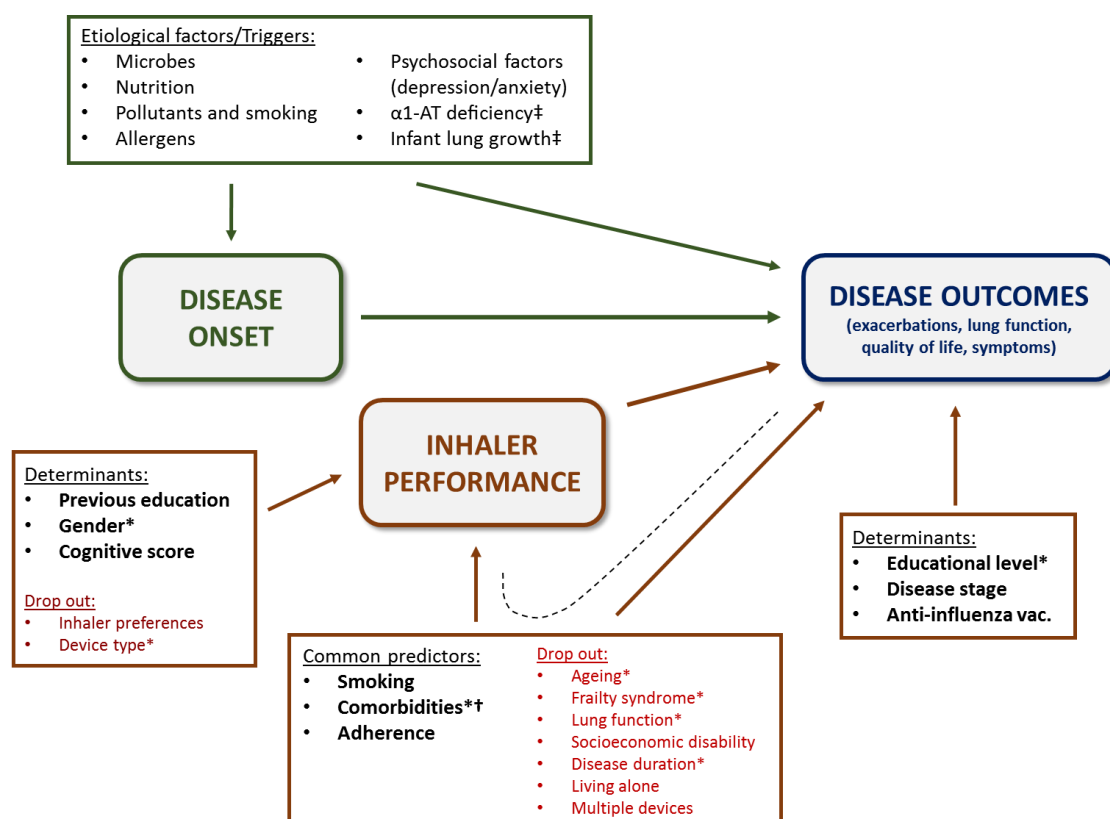 Etiological factors/Triggers:
• Microbes
• Nutrition
• Pollutants and smoking
• Allergens
• Psychosocial factors
(depression/anxiety)
• α1-AT deficiency‡
• Infant lung growth‡
DISEASE
ONSET
DISEASE OUTCOMES
(exacerbations, lung function,
quality of life, symptoms)
INHALER
PERFORMANCE
Determinants:
• Previous education
• Gender*
• Cognitive score
Drop out:
• Inhaler preferences
• Device type*
Determinants:
• Educational level*
• Disease stage
• Anti-influenza vac.
Common predictors:
• Smoking
• Comorbidities*†
• Adherence
Drop out:
• Ageing*
• Frailty syndrome*
• Lung function*
• Socioeconomic disability
• Disease duration*
• Living alone
• Multiple devices